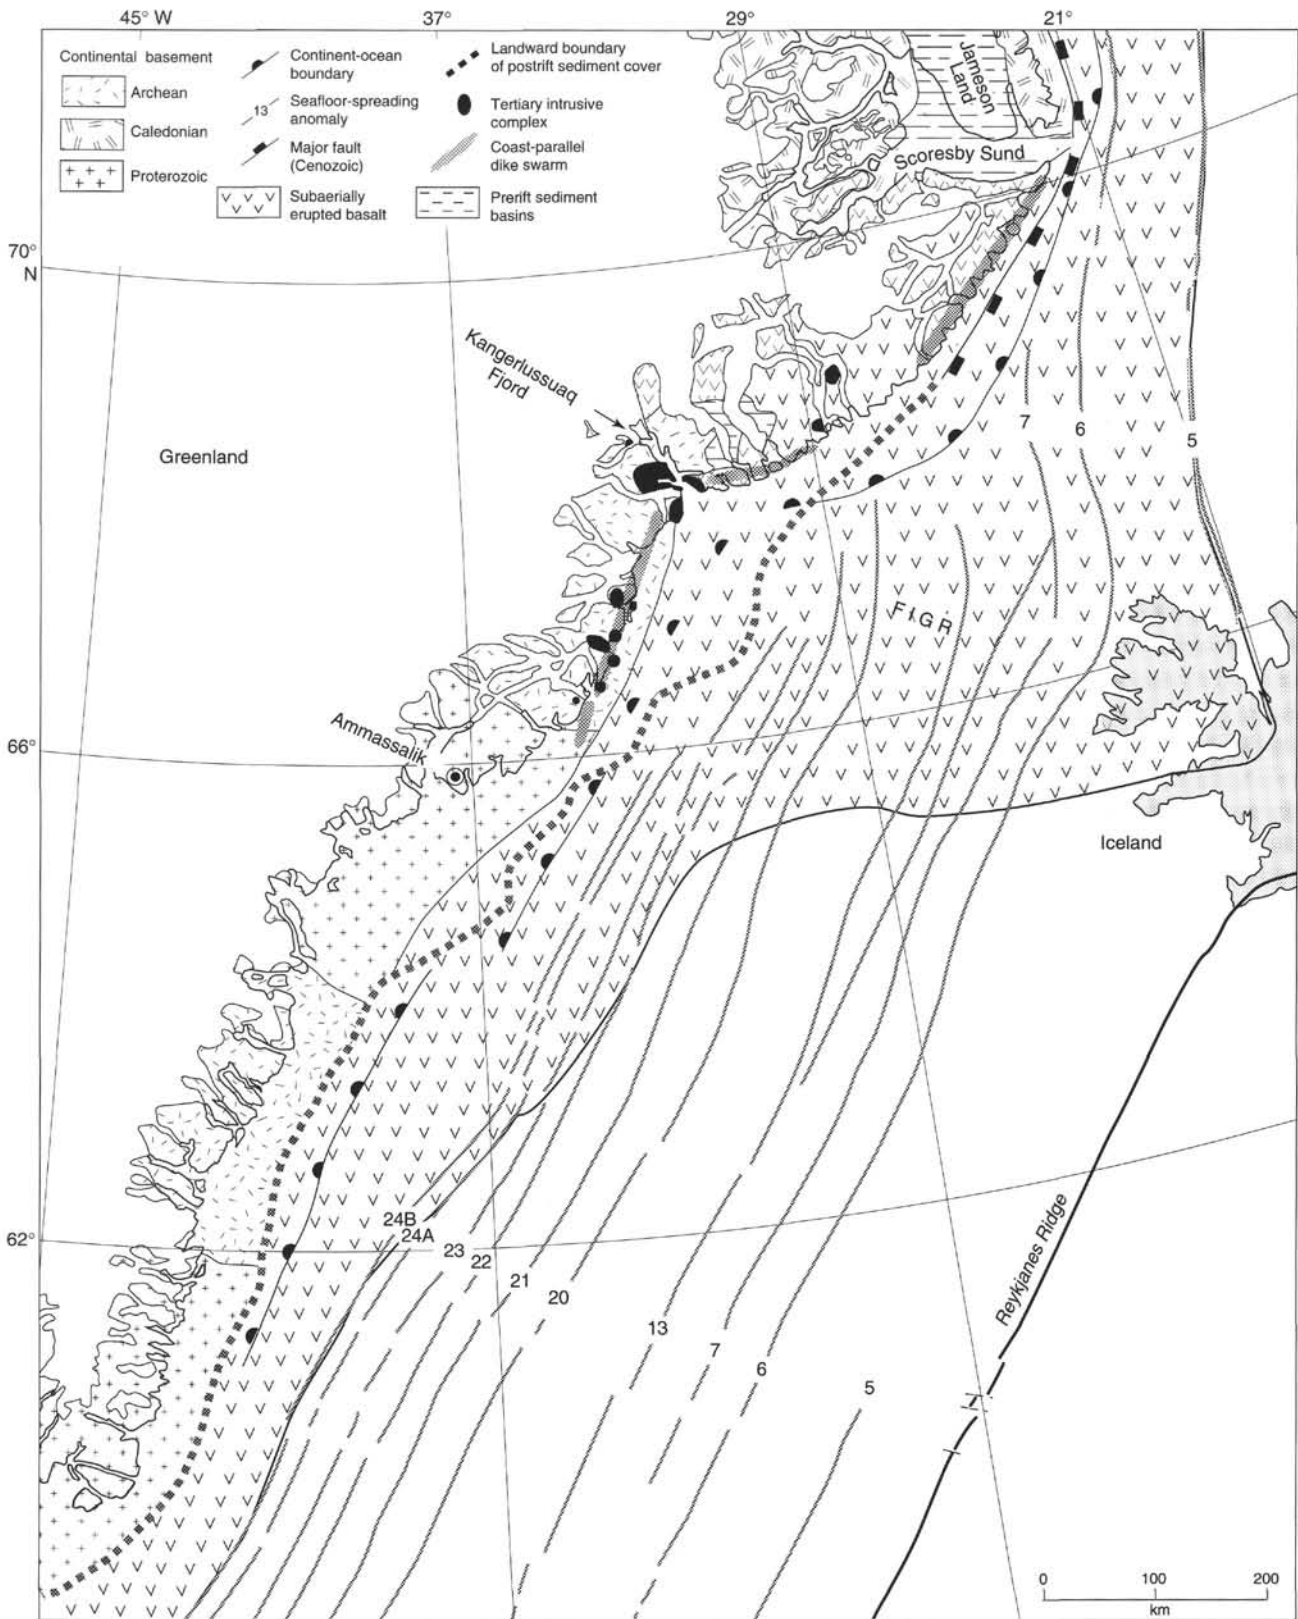 45° W
37°
29°
21°
Continental basement
Archean
Caledonian
Proterozoic
Continent-ocean
boundary
13
Seafloor-spreading
anomaly
Major fault
(Cenozoic)
Subaerially
erupted basalt
Landward boundary
of postrift sediment cover
Tertiary intrusive
complex
Coast-parallel
dike swarm
Prerift sediment
basins
Jameson
Land
Scoresby Sund
70°
N
Kangerlussuaq
Fjord
Greenland
7
6
5
FIGR
Ammassalik
66°
Iceland
62°
24B
24A
23
22
21
20
13
7
6
5
Reykjanes Ridge
0 100 200
km